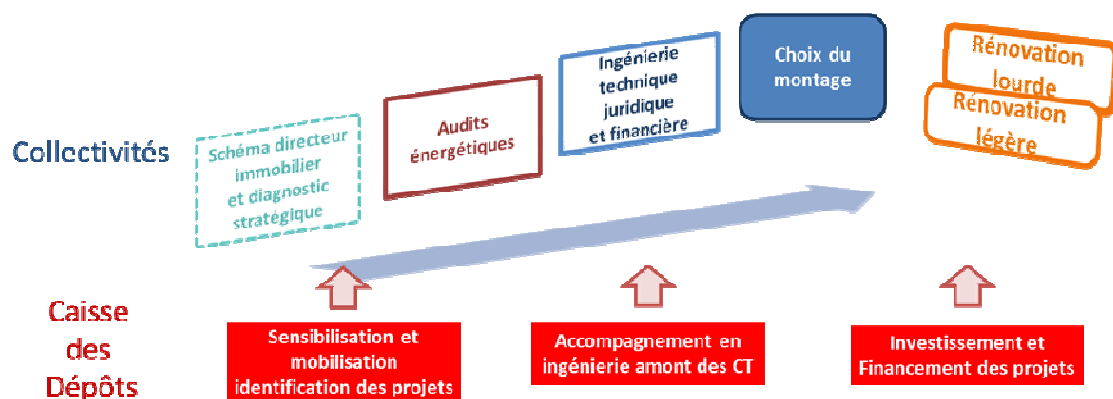 Collectivités
Schéma directeur
immobilier
et diagnostic
stratégique
Audits
énergétiques
Ingénierie
technique
juridique
et financière
Choix du
montage
Rénovation
lourde
Rénovation
légère
Caisse
des
Dépôts
Sensibilisation et
mobilisation
identification des projets
Accompagnement en
ingénierie amont des CT
Investissement et
Financement des projets